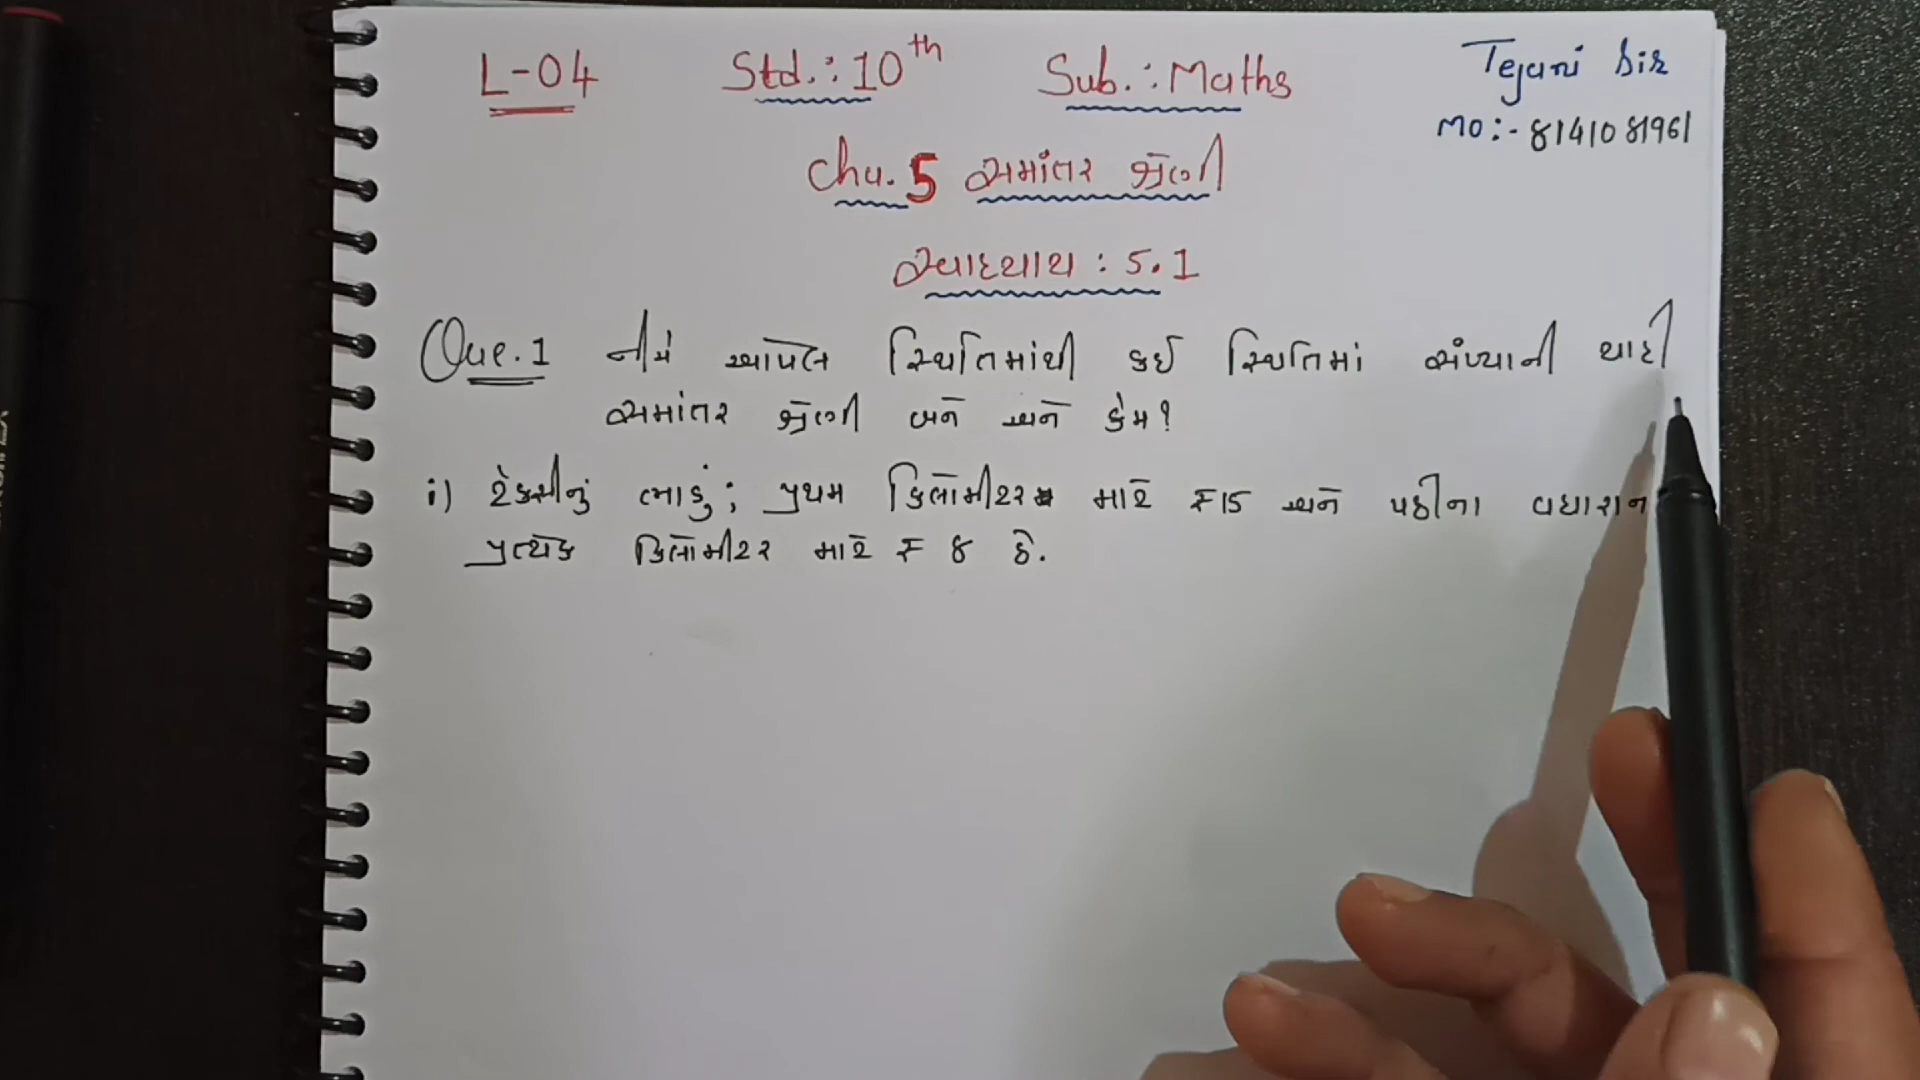 L-04 Std.:10th Sub.:Maths Tejani Sir
Mo:- 8141081961
Cha. 5 સમાંતર શ્રેણી
સ્વાધ્યાય : 5.1
Que.1 નીચે આપેલ સ્થિતિમાંથી કઈ સ્થિતિમાં સંખ્યાની યાદી
સમાંતર શ્રેણી બને અને કેમ?
i) ટેક્સીનું ભાડું; પ્રથમ કિલોમીટર માટે ₹15 અને પછીના વધારાના
પ્રત્યેક કિલોમીટર માટે ₹ 8 છે.